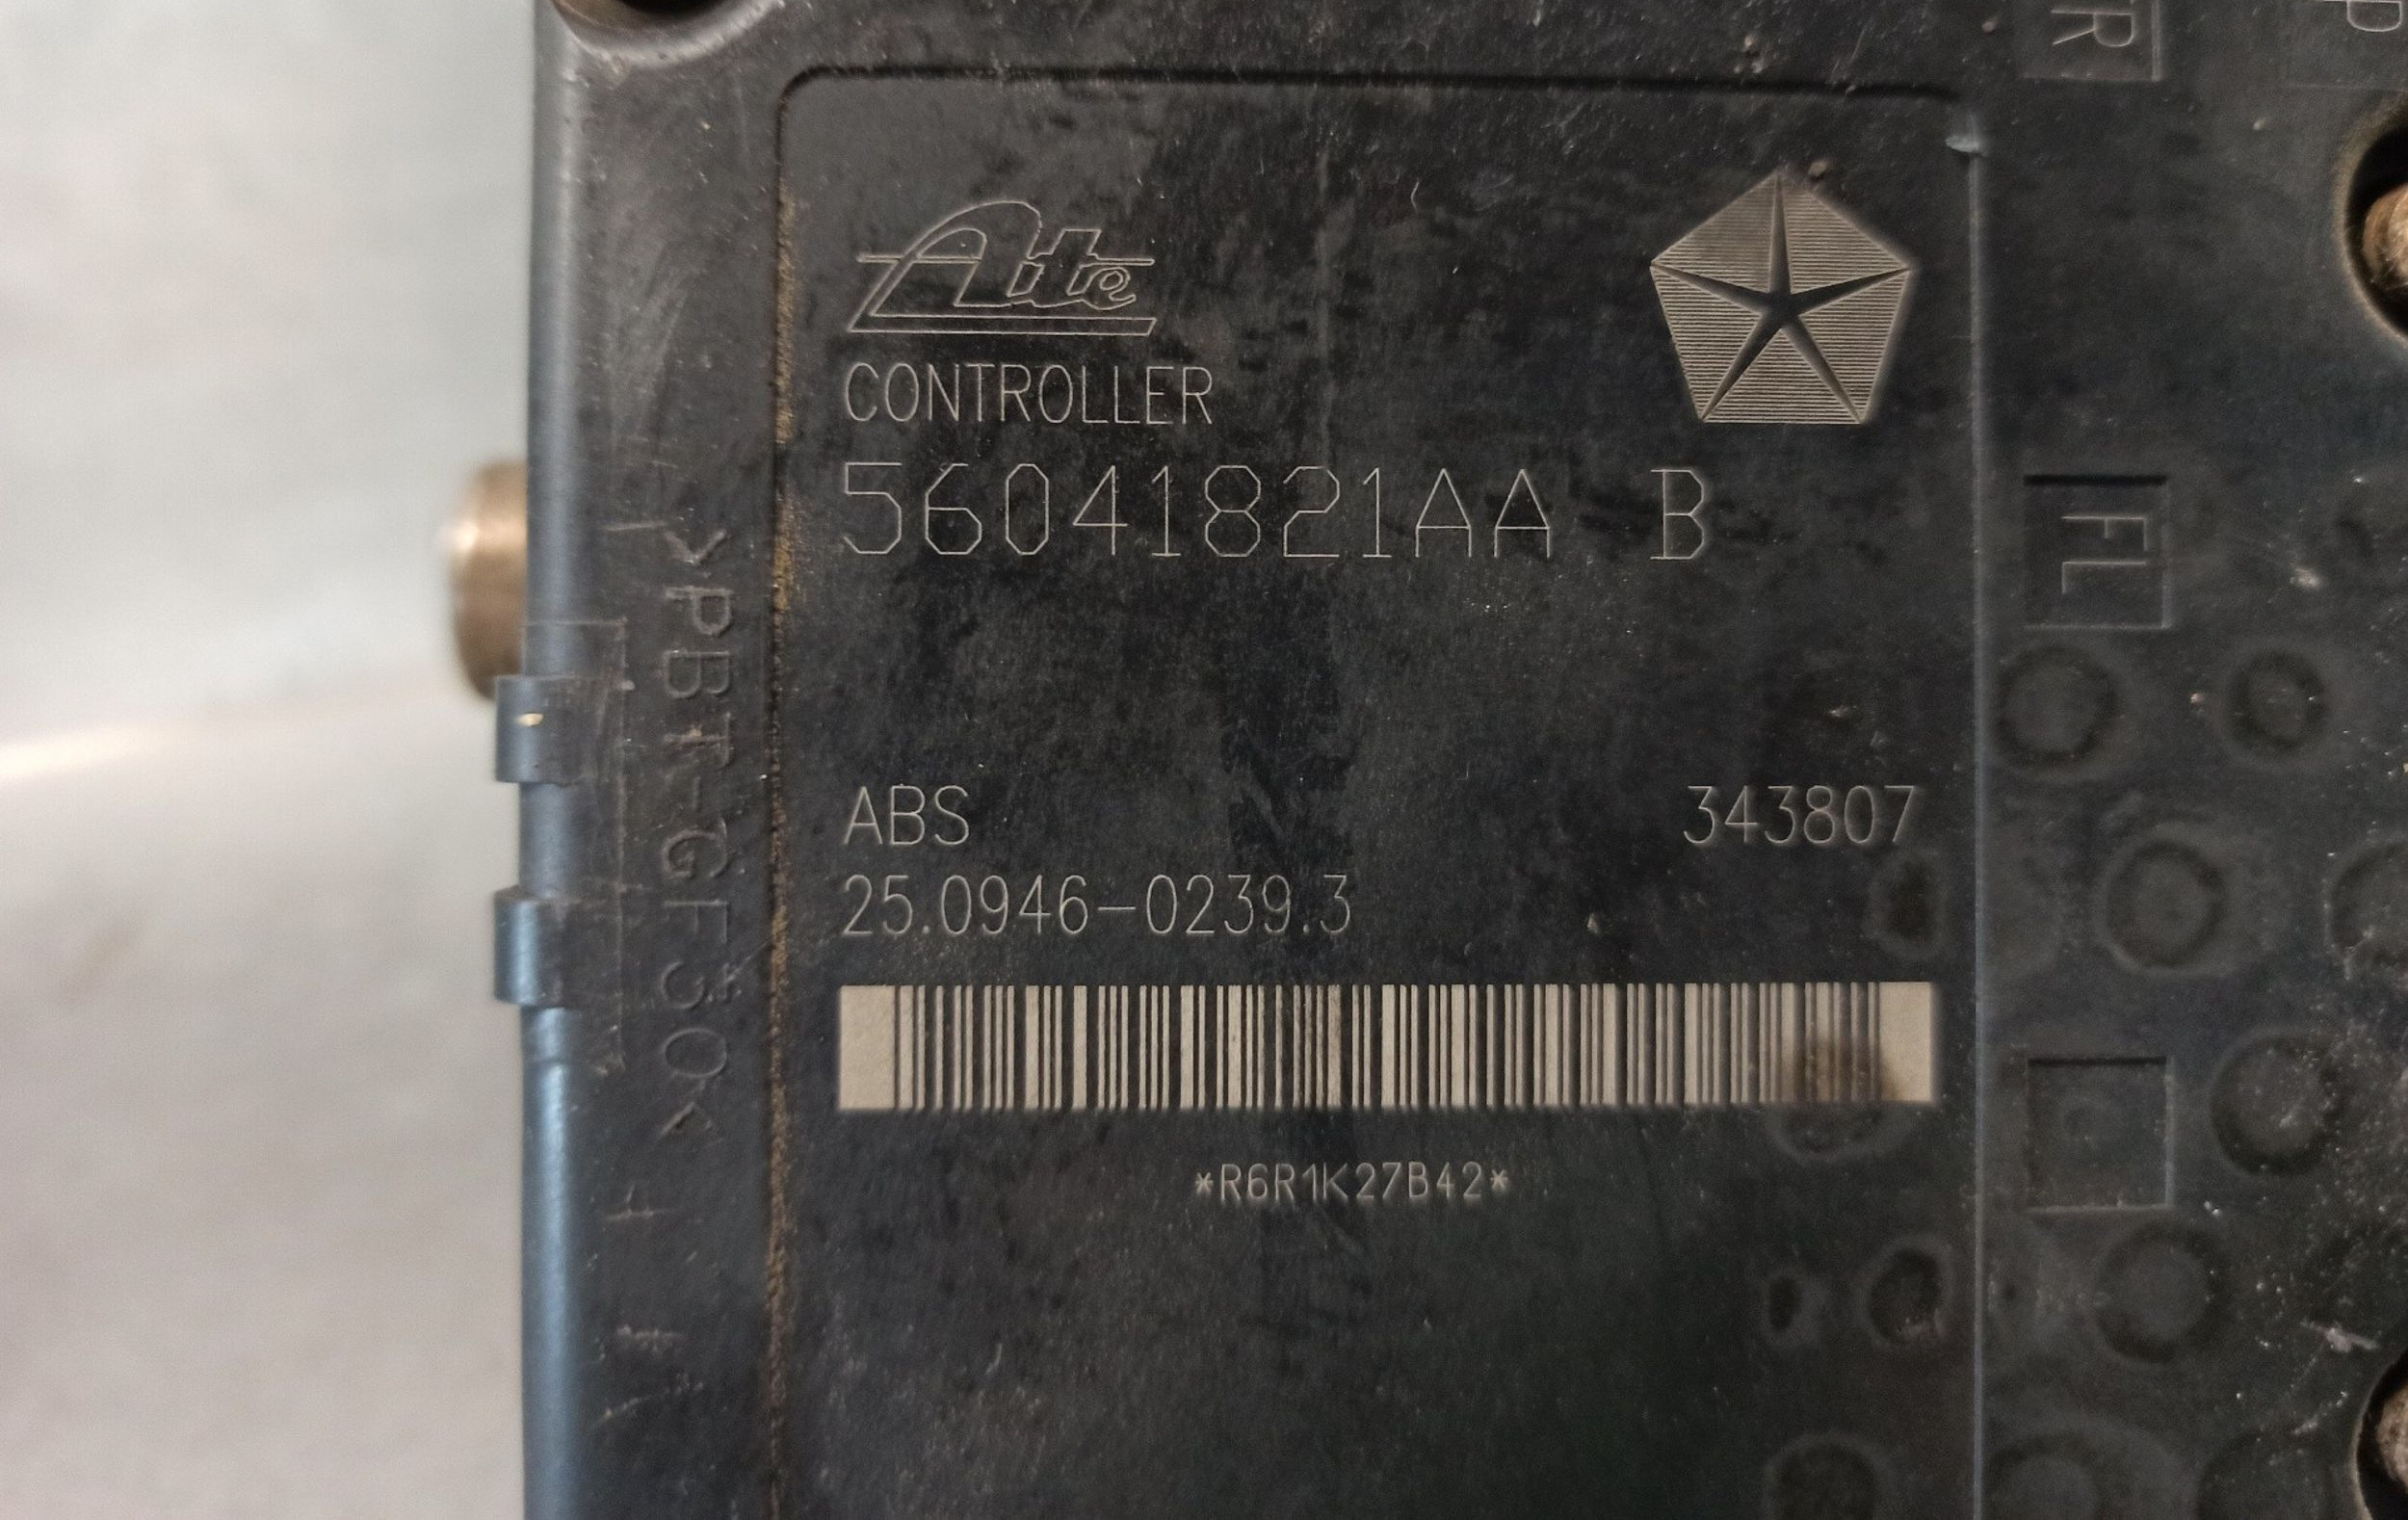 Ate
CONTROLLER
56041821AA B
ABS 343807
25.0946-0239.3
*R6R1K27B42*
>PBT-GF30<
FL